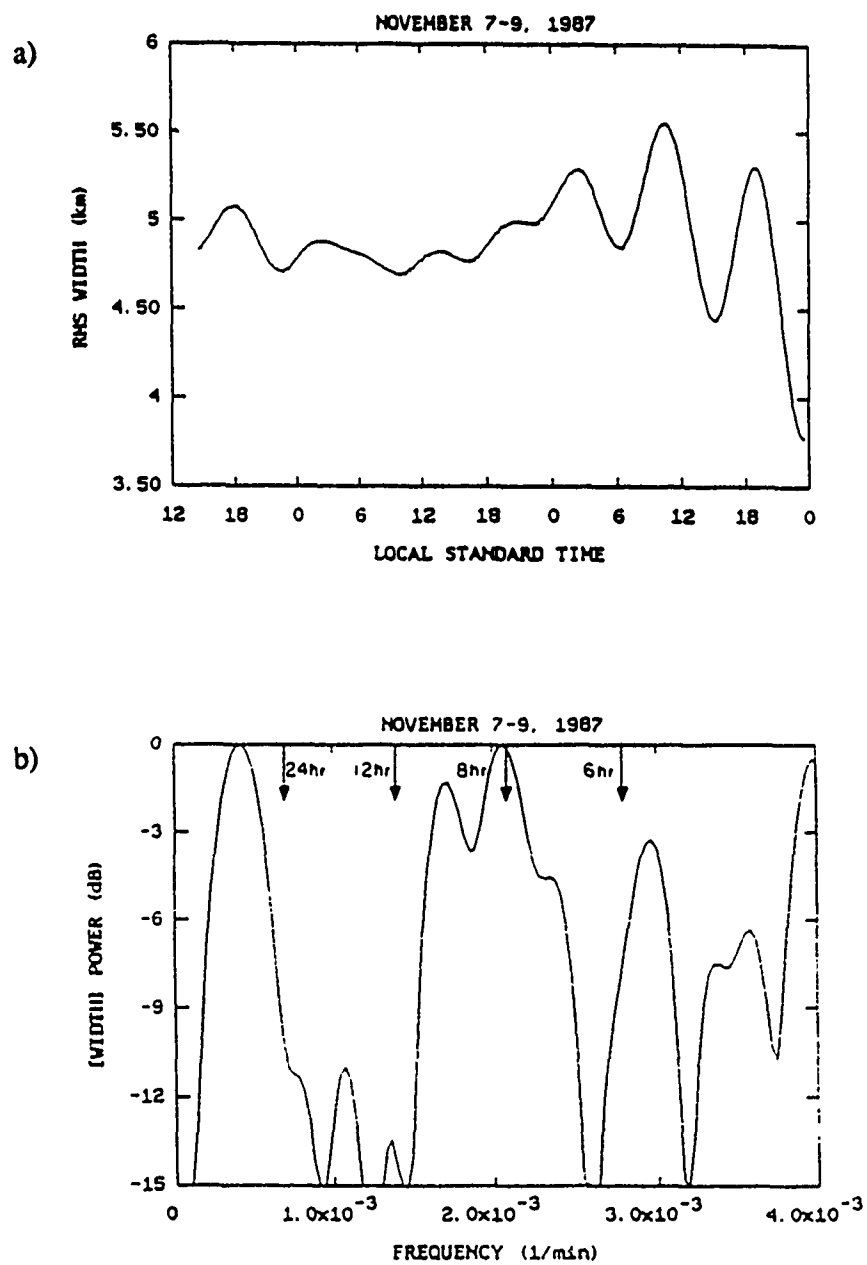 a)
NOVEMBER 7-9, 1987
6
5.50
5
4.50
4
3.50
RMS WIDTH (km)
12 18 0 6 12 18 0 6 12 18 0
LOCAL STANDARD TIME
b)
NOVEMBER 7-9, 1987
0
-3
-6
-9
-12
-15
[WIDTH] POWER (dB)
24hr 12hr 8hr 6hr
0 1.0x10⁻³ 2.0x10⁻³ 3.0x10⁻³ 4.0x10⁻³
FREQUENCY (1/min)